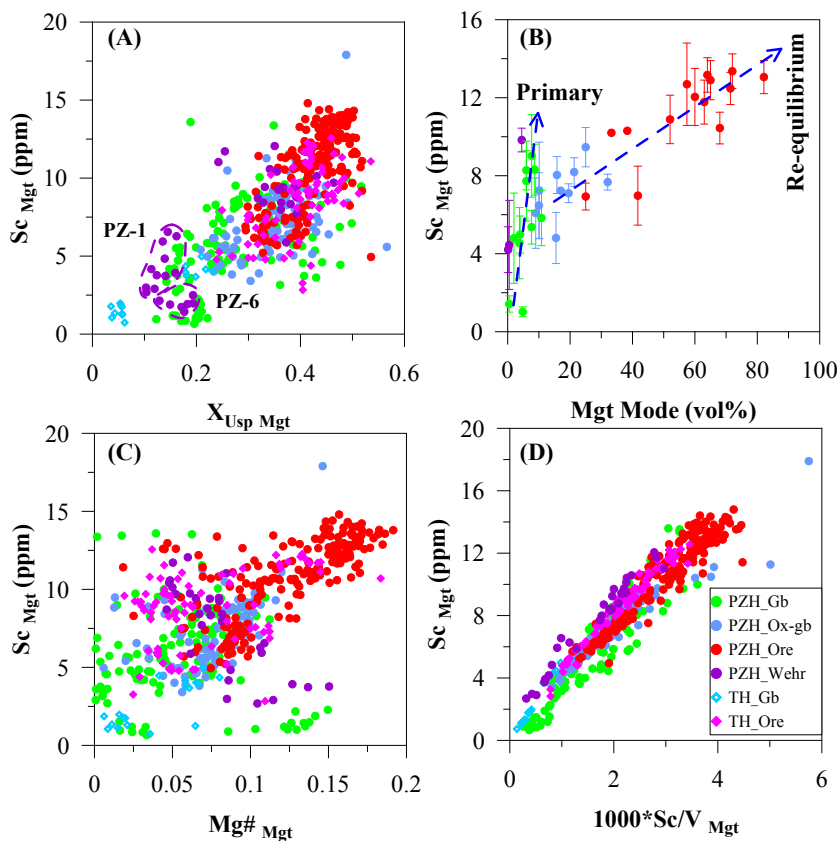 (A)
20
15
10
5
0
Sc Mgt (ppm)
PZ-1
PZ-6
0 0.2 0.4 0.6
X Usp Mgt
(B)
16
12
8
4
0
Sc Mgt (ppm)
Primary
Re-equilibrium
0 20 40 60 80 100
Mgt Mode (vol%)
(C)
20
15
10
5
0
Sc Mgt (ppm)
0 0.05 0.1 0.15 0.2
Mg# Mgt
(D)
20
16
12
8
4
0
Sc Mgt (ppm)
PZH_Gb
PZH_Ox-gb
PZH_Ore
PZH_Wehr
TH_Gb
TH_Ore
0 2 4 6
1000*Sc/V Mgt